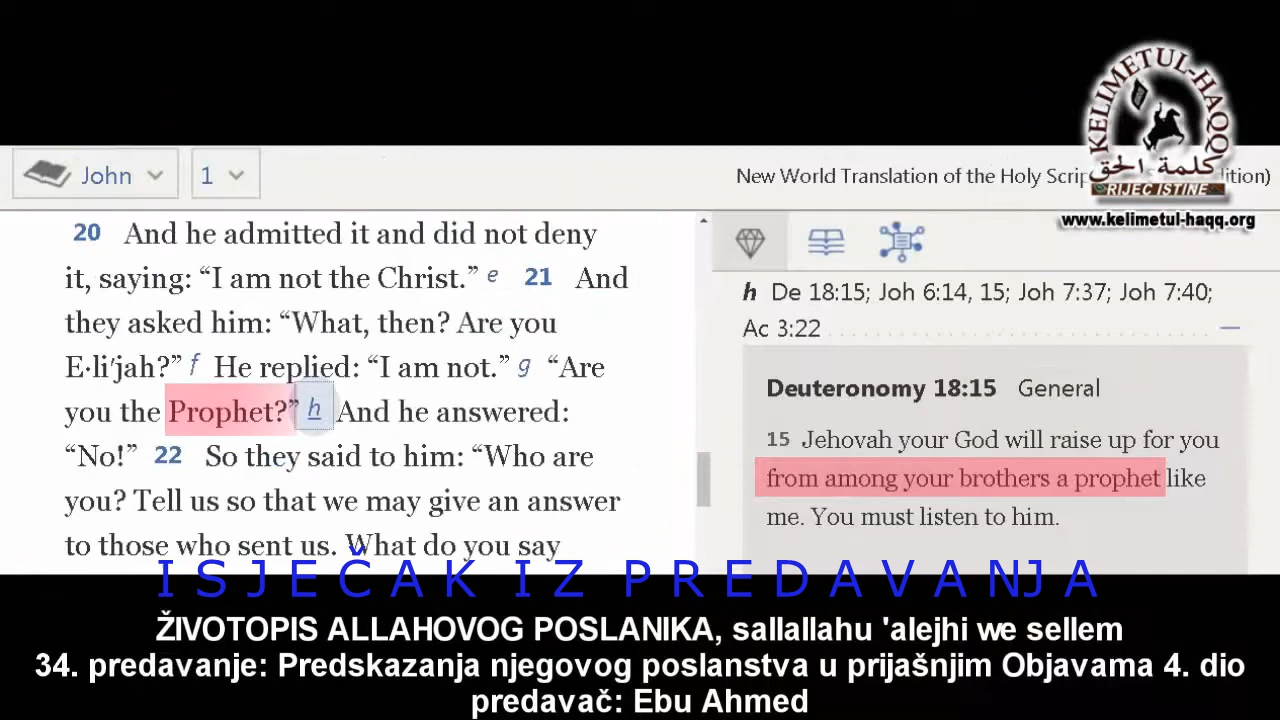 KELIMETUL-HAQQ
كلمة الحق
RIJEC ISTINE
www.kelimetul-haqq.org
John
1
New World Translation of the Holy Scrip
ition)
20 And he admitted it and did not deny
it, saying: “I am not the Christ.” e 21 And
they asked him: “What, then? Are you
E·li′jah?” f He replied: “I am not.” g “Are
you the Prophet?” h And he answered:
“No!” 22 So they said to him: “Who are
you? Tell us so that we may give an answer
to those who sent us. What do you say
h De 18:15; Joh 6:14, 15; Joh 7:37; Joh 7:40;
Ac 3:22
Deuteronomy 18:15 General
15 Jehovah your God will raise up for you
from among your brothers a prophet like
me. You must listen to him.
ISJEČAK IZ PREDAVANJA
ŽIVOTOPIS ALLAHOVOG POSLANIKA, sallallahu 'alejhi we sellem
34. predavanje: Predskazanja njegovog poslanstva u prijašnjim Objavama 4. dio
predavač: Ebu Ahmed